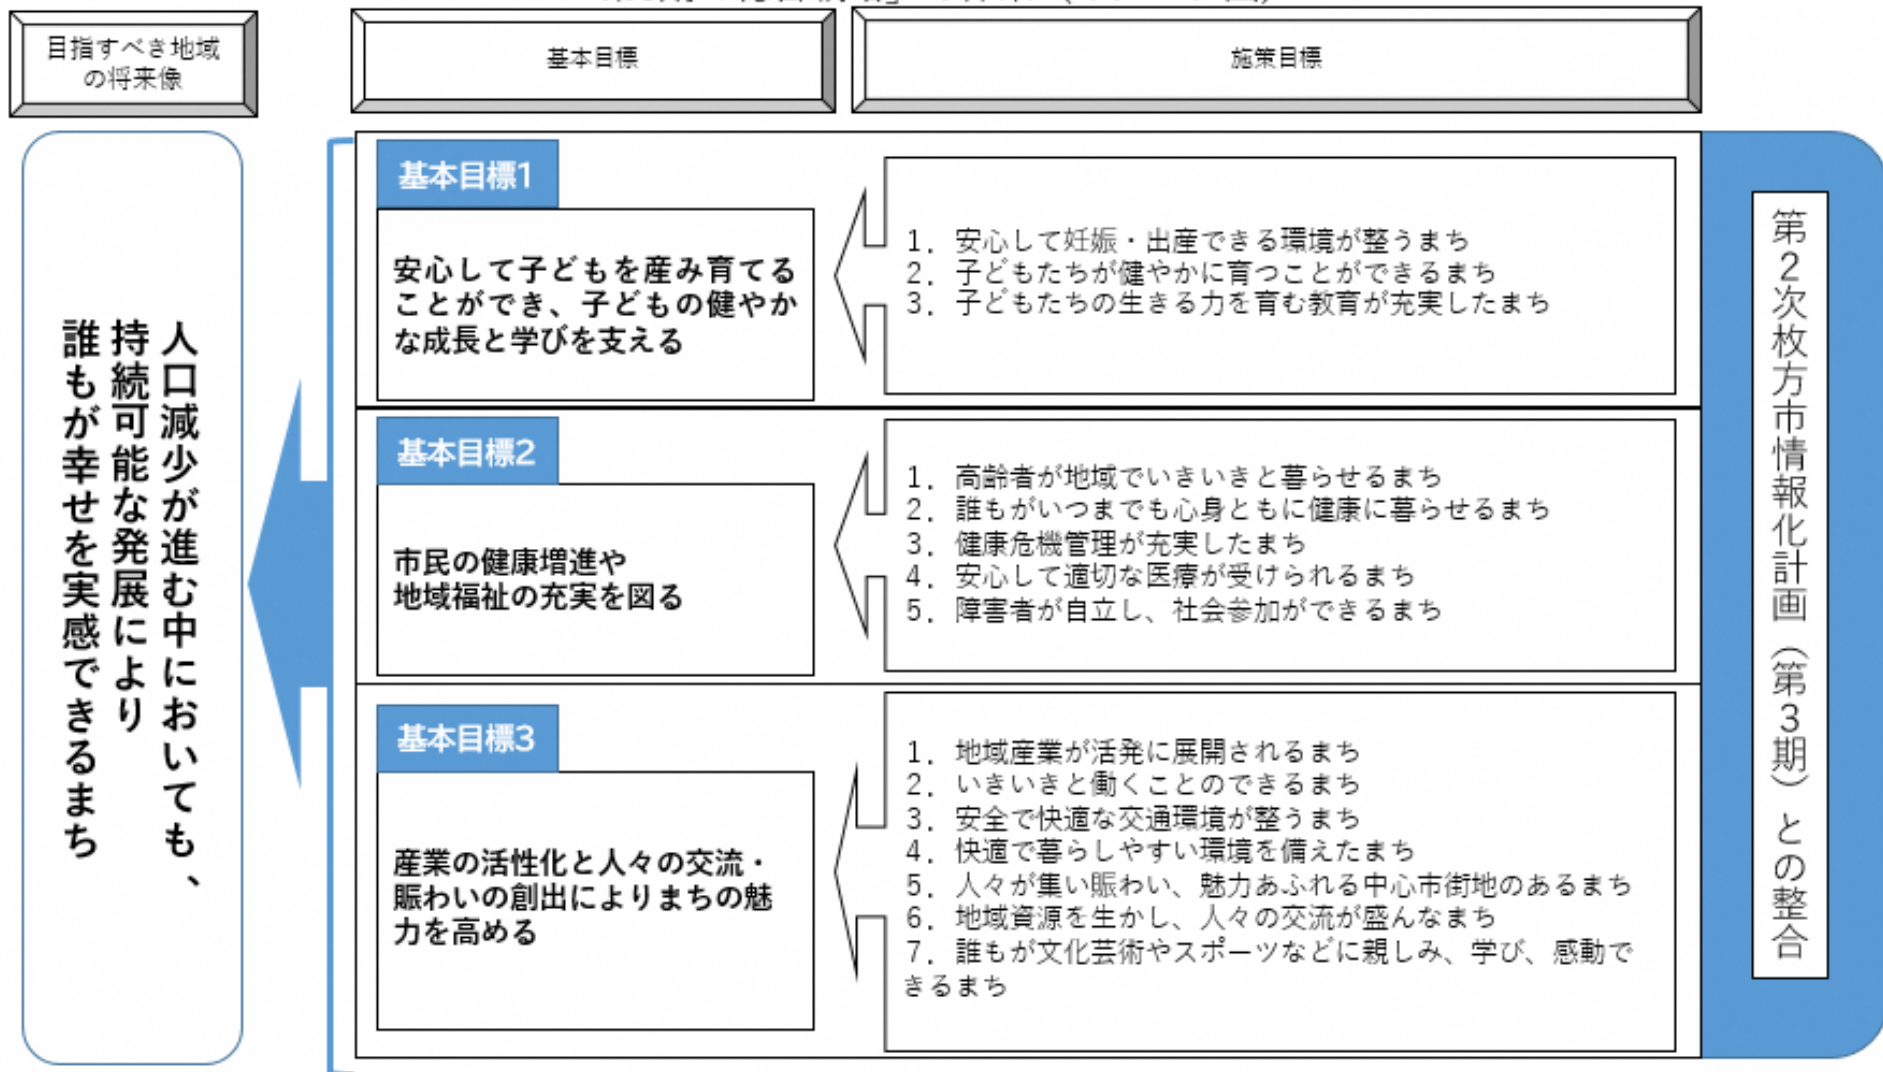 目指すべき地域
の将来像
基本目標
施策目標
人口減少が進む中においても、
持続可能な発展により
誰もが幸せを実感できるまち
基本目標1
安心して子どもを産み育てる
ことができ、子どもの健やか
な成長と学びを支える
1．安心して妊娠・出産できる環境が整うまち
2．子どもたちが健やかに育つことができるまち
3．子どもたちの生きる力を育む教育が充実したまち
基本目標2
市民の健康増進や
地域福祉の充実を図る
1．高齢者が地域でいきいきと暮らせるまち
2．誰もがいつまでも心身ともに健康に暮らせるまち
3．健康危機管理が充実したまち
4．安心して適切な医療が受けられるまち
5．障害者が自立し、社会参加ができるまち
基本目標3
産業の活性化と人々の交流・
賑わいの創出によりまちの魅
力を高める
1．地域産業が活発に展開されるまち
2．いきいきと働くことのできるまち
3．安全で快適な交通環境が整うまち
4．快適で暮らしやすい環境を備えたまち
5．人々が集い賑わい、魅力あふれる中心市街地のあるまち
6．地域資源を生かし、人々の交流が盛んなまち
7．誰もが文化芸術やスポーツなどに親しみ、学び、感動で
きるまち
第2次枚方市情報化計画（第3期）との整合